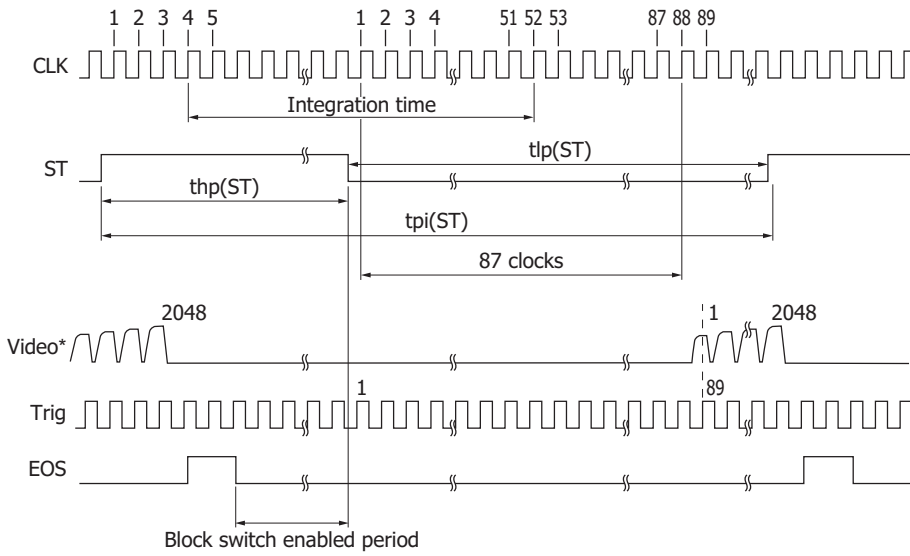 1 2 3 4 5 1 2 3 4 51 52 53 87 88 89
CLK
Integration time
ST
tlp(ST)
thp(ST)
tpi(ST)
87 clocks
2048 1 2048
Video*
1 89
Trig
EOS
Block switch enabled period